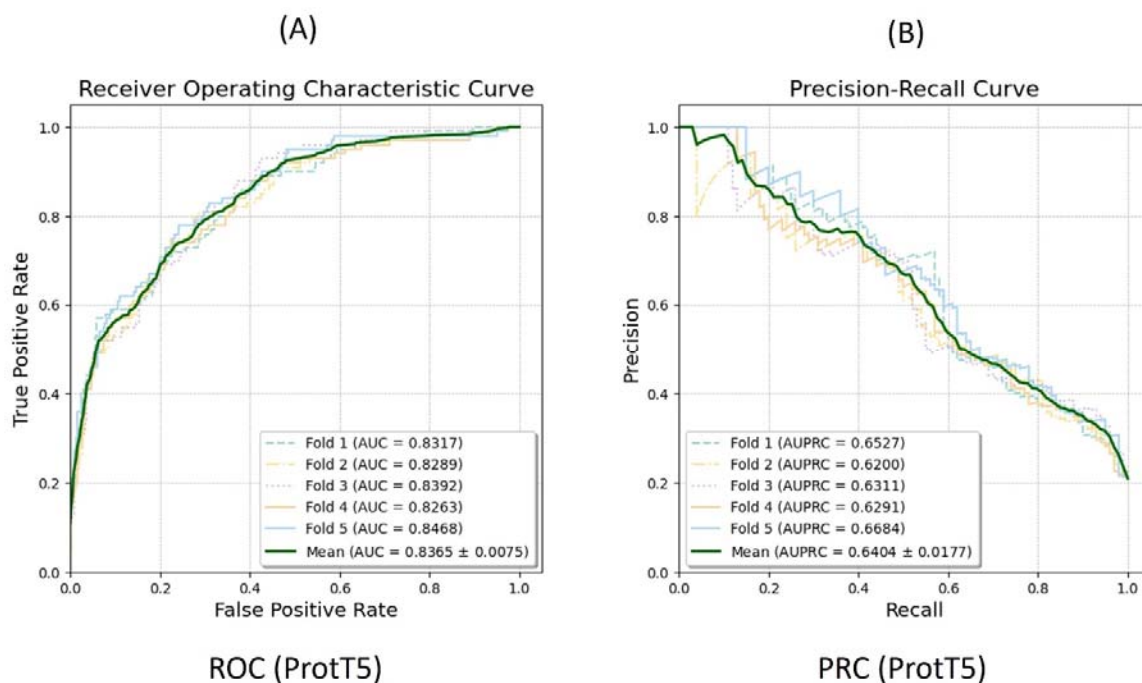 (A)
Receiver Operating Characteristic Curve
True Positive Rate
1.0
0.8
0.6
0.4
0.2
0.0
Fold 1 (AUC = 0.8317)
Fold 2 (AUC = 0.8289)
Fold 3 (AUC = 0.8392)
Fold 4 (AUC = 0.8263)
Fold 5 (AUC = 0.8468)
Mean (AUC = 0.8365 ± 0.0075)
0.0 0.2 0.4 0.6 0.8 1.0
False Positive Rate
ROC (ProtT5)
(B)
Precision-Recall Curve
Precision
1.0
0.8
0.6
0.4
0.2
0.0
Fold 1 (AUPRC = 0.6527)
Fold 2 (AUPRC = 0.6200)
Fold 3 (AUPRC = 0.6311)
Fold 4 (AUPRC = 0.6291)
Fold 5 (AUPRC = 0.6684)
Mean (AUPRC = 0.6404 ± 0.0177)
0.0 0.2 0.4 0.6 0.8 1.0
Recall
PRC (ProtT5)